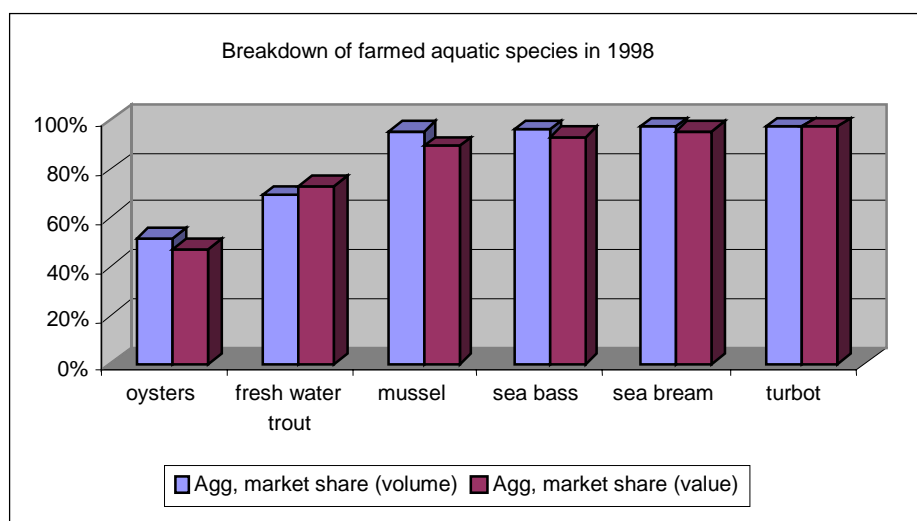 Breakdown of farmed aquatic species in 1998
100%
80%
60%
40%
20%
0%
oysters
fresh water
trout
mussel
sea bass
sea bream
turbot
Agg, market share (volume)
Agg, market share (value)